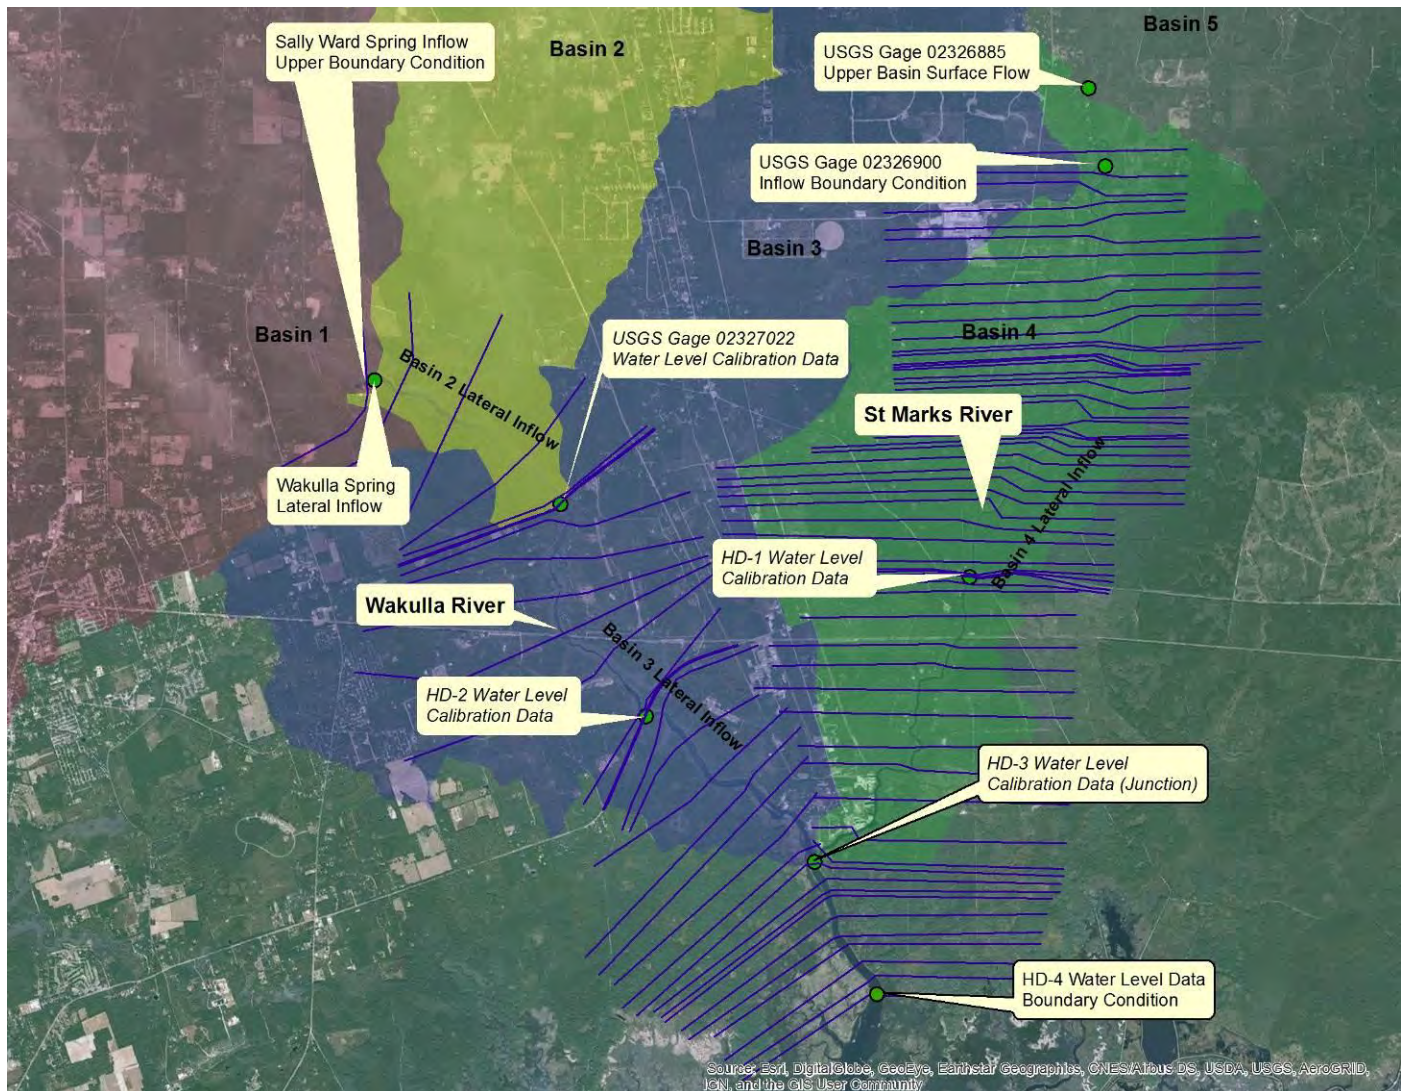 Basin 5
Sally Ward Spring Inflow
Upper Boundary Condition
Basin 2
USGS Gage 02326885
Upper Basin Surface Flow
USGS Gage 02326900
Inflow Boundary Condition
Basin 3
Basin 1
USGS Gage 02327022
Water Level Calibration Data
Basin 4
Basin 2 Lateral Inflow
St Marks River
Wakulla Spring
Lateral Inflow
Basin 4 Lateral Inflow
HD-1 Water Level
Calibration Data
Wakulla River
Basin 3 Lateral Inflow
HD-2 Water Level
Calibration Data
HD-3 Water Level
Calibration Data (Junction)
HD-4 Water Level Data
Boundary Condition
Source: Esri, DigitalGlobe, GeoEye, Earthstar Geographics, CNES/Airbus DS, USDA, USGS, AeroGRID,
IGN, and the GIS User Community